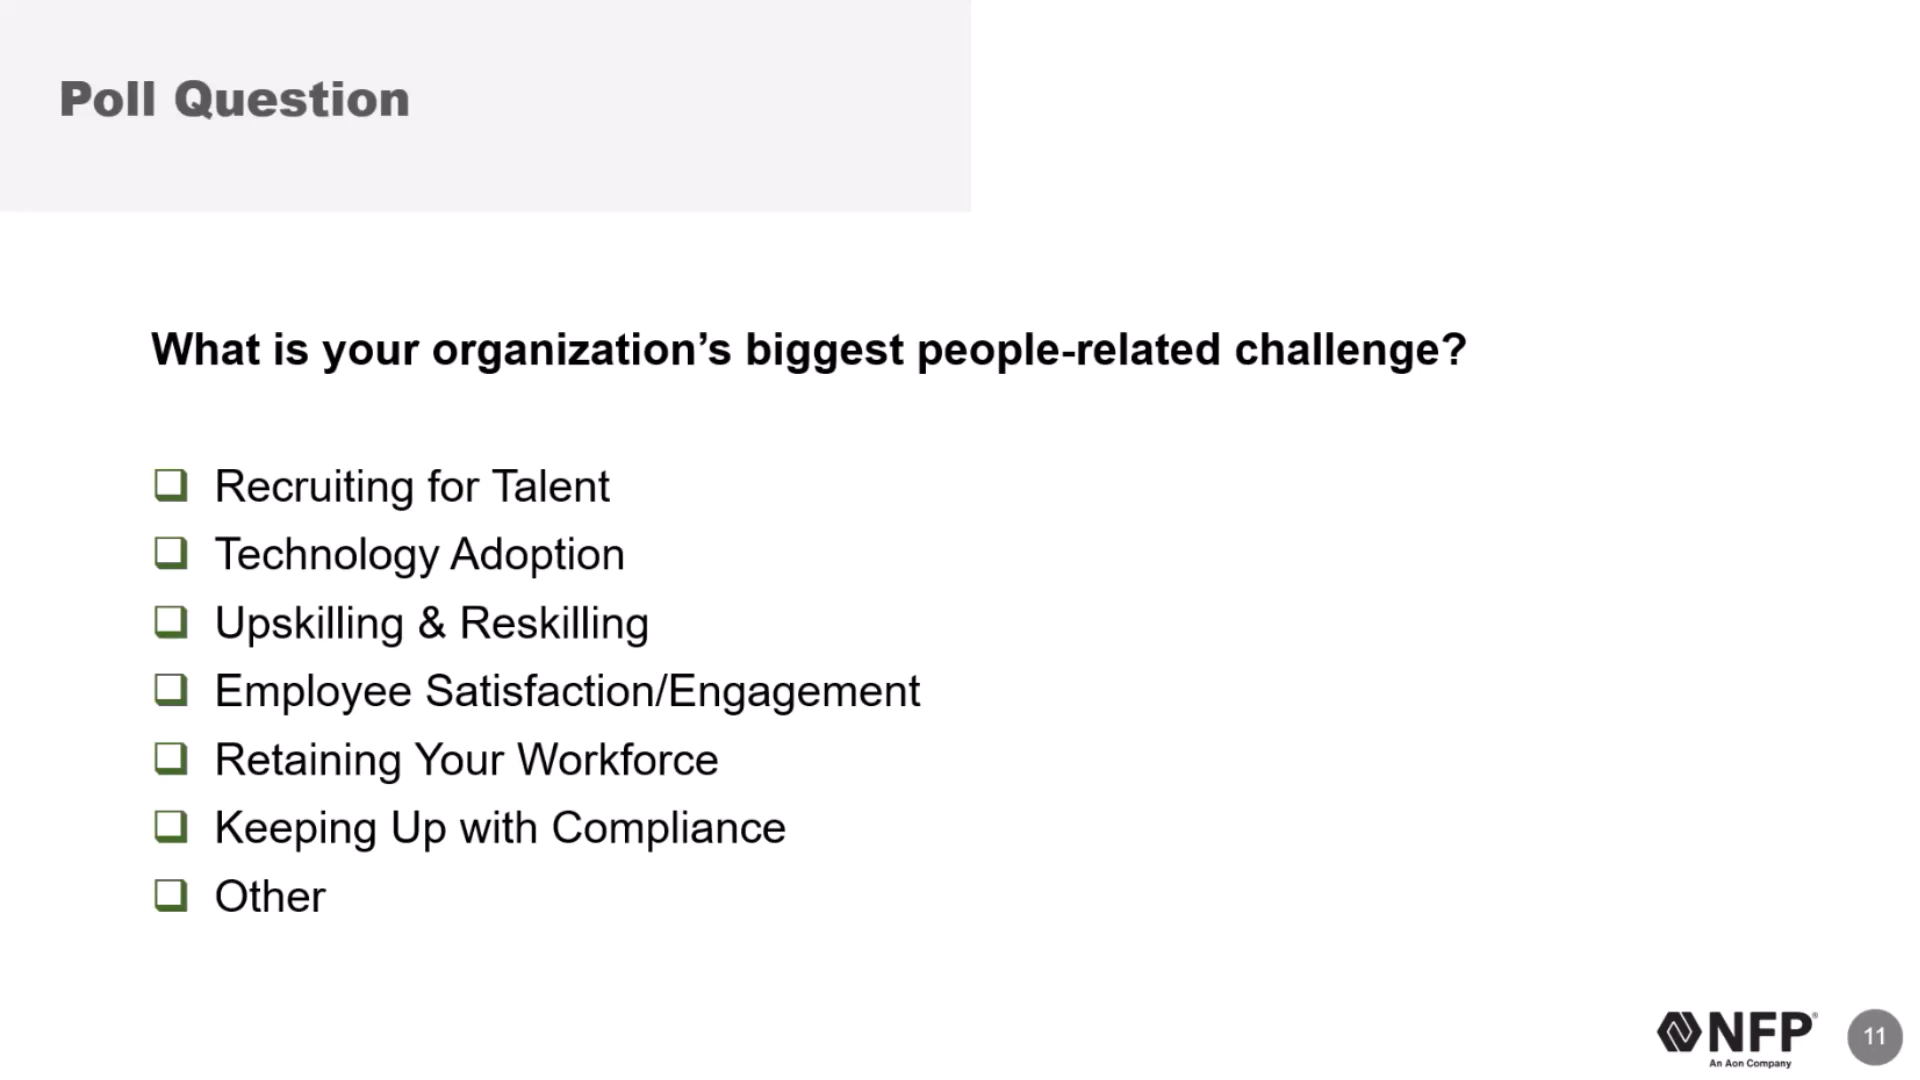 Poll Question
What is your organization’s biggest people-related challenge?
Recruiting for Talent
Technology Adoption
Upskilling & Reskilling
Employee Satisfaction/Engagement
Retaining Your Workforce
Keeping Up with Compliance
Other
NFP®
An Aon Company
11